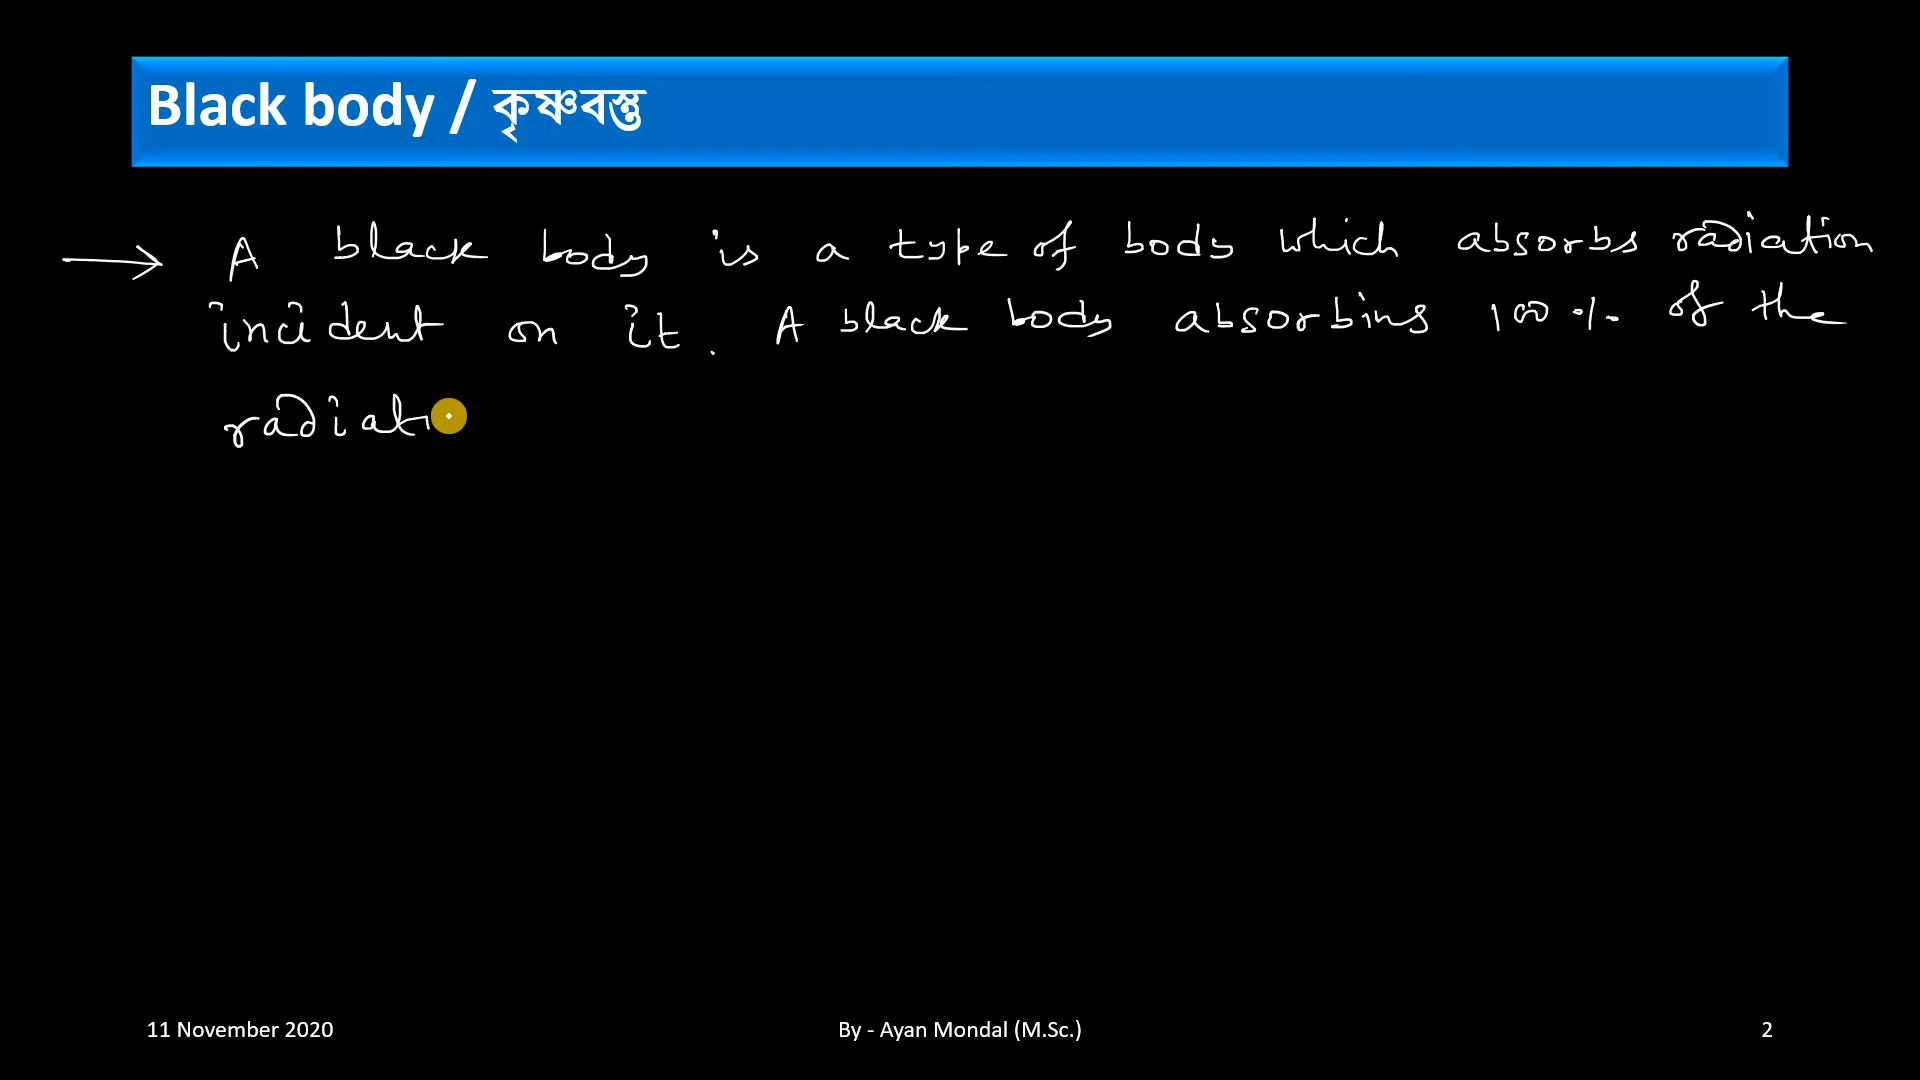 Black body / কৃষ্ণবস্তু
→ A black body is a type of body which absorbs radiation
incident on it. A black body absorbing 100% of the
radiati
11 November 2020
By - Ayan Mondal (M.Sc.)
2